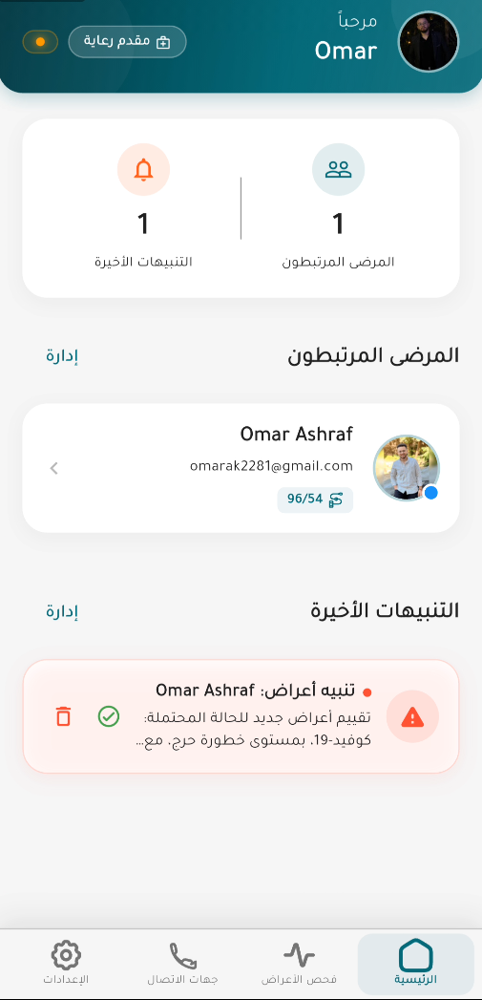 مرحباً
Omar
مقدم رعاية
1
المرضى المرتبطون
1
التنبيهات الأخيرة
المرضى المرتبطون
إدارة
Omar Ashraf
omarak2281@gmail.com
96/54
التنبيهات الأخيرة
إدارة
تنبيه أعراض: Omar Ashraf
تقييم أعراض جديد للحالة المحتملة:
كوفيد-19، بمستوى خطورة حرج، مع...
الرئيسية
فحص الأعراض
جهات الاتصال
الإعدادات